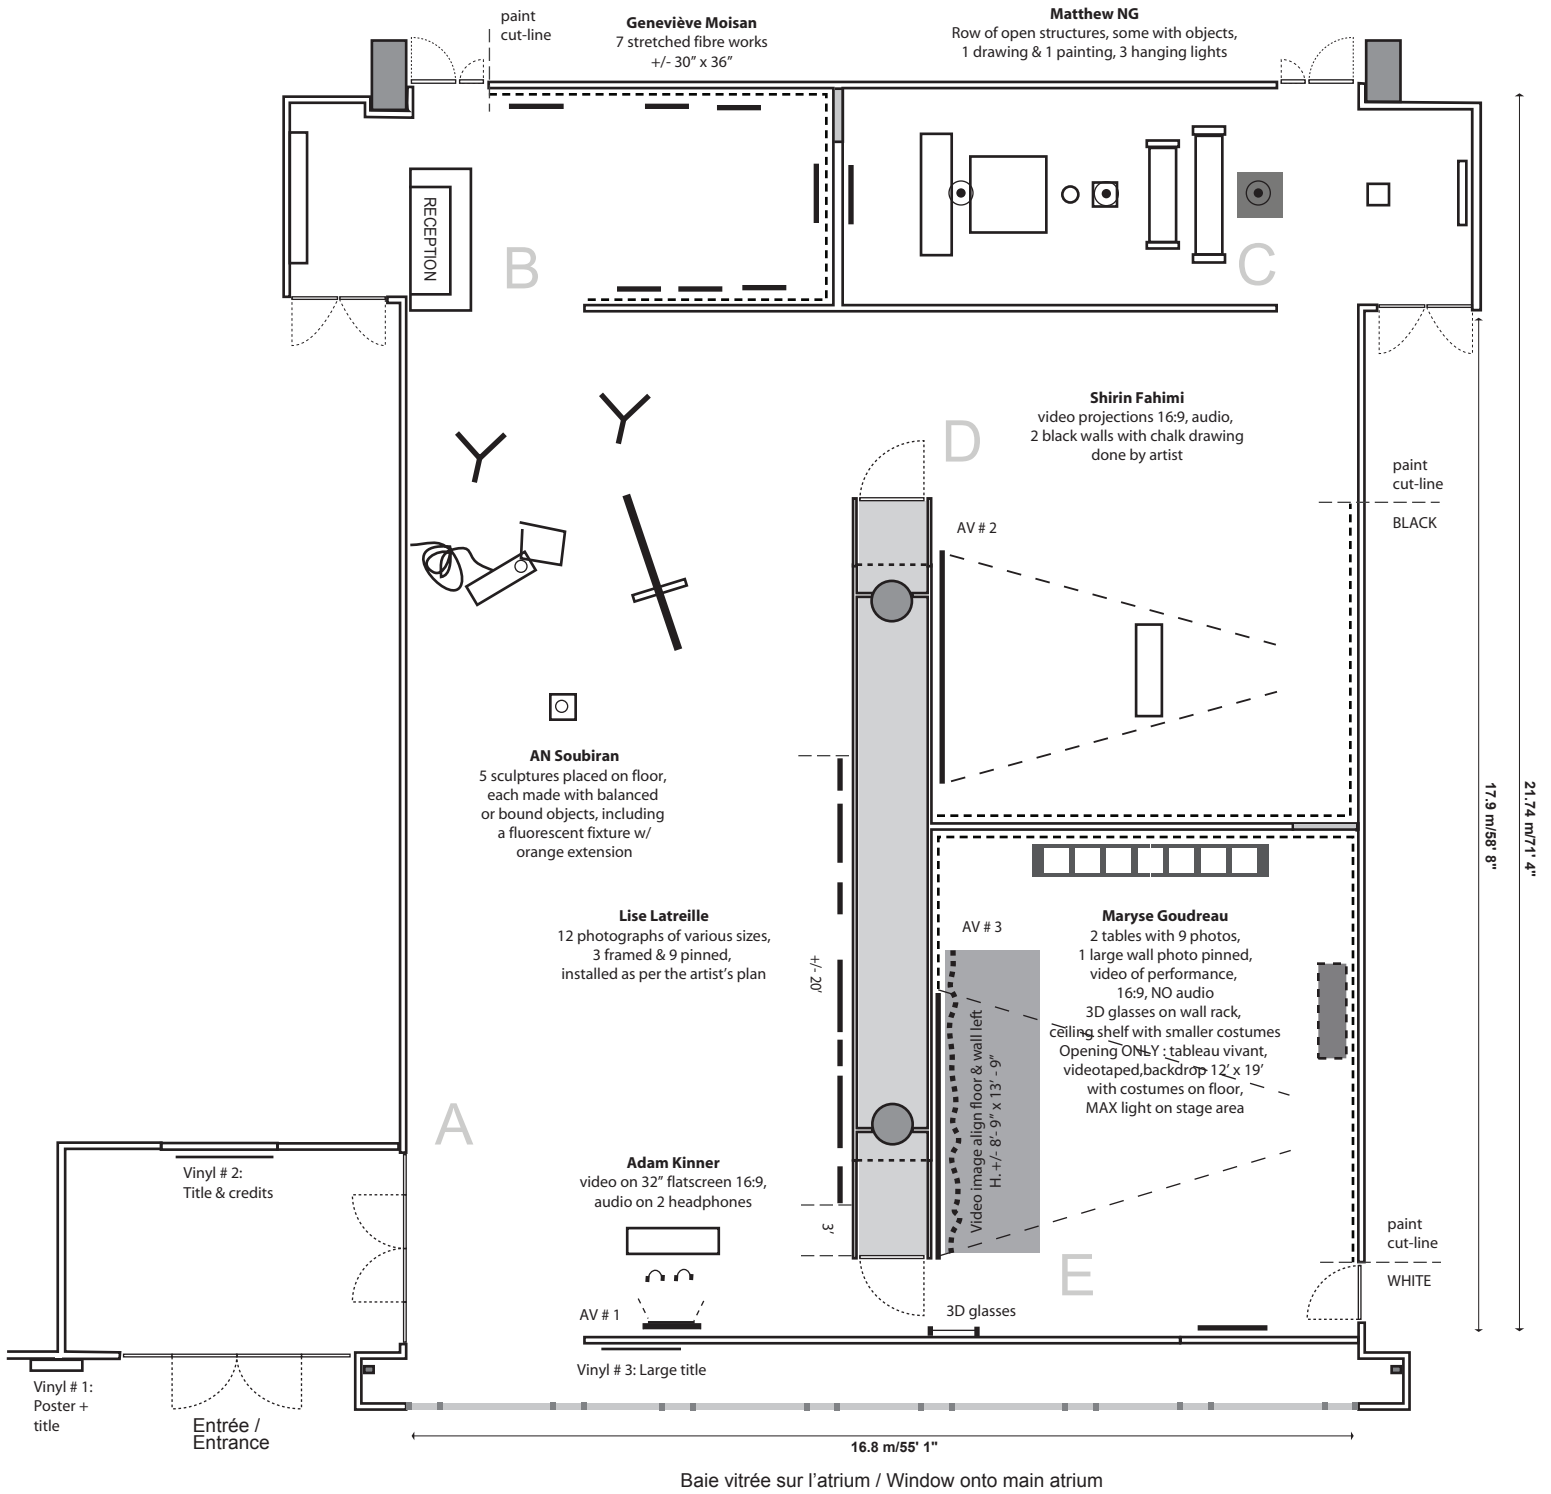 paint
cut-line
Geneviève Moisan
7 stretched fibre works
+/- 30” x 36”
Matthew NG
Row of open structures, some with objects,
1 drawing & 1 painting, 3 hanging lights
RECEPTION
B
C
Shirin Fahimi
video projections 16:9, audio,
2 black walls with chalk drawing
done by artist
D
paint
cut-line
BLACK
AV # 2
AN Soubiran
5 sculptures placed on floor,
each made with balanced
or bound objects, including
a fluorescent fixture w/
orange extension
17.9 m/58' 8"
21.74 m/71' 4"
Lise Latreille
12 photographs of various sizes,
3 framed & 9 pinned,
installed as per the artist’s plan
+/- 20’
AV # 3
Maryse Goudreau
2 tables with 9 photos,
1 large wall photo pinned,
video of performance,
16:9, NO audio
3D glasses on wall rack,
ceiling shelf with smaller costumes
Opening ONLY : tableau vivant,
videotaped,backdrop 12’ x 19’
with costumes on floor,
MAX light on stage area
Video image align floor & wall left
H. +/- 8’- 9” x 13’ - 9”
A
Vinyl # 2:
Title & credits
Adam Kinner
video on 32” flatscreen 16:9,
audio on 2 headphones
3’
paint
cut-line
WHITE
E
AV # 1
3D glasses
Vinyl # 3: Large title
Vinyl # 1:
Poster +
title
Entrée /
Entrance
16.8 m/55' 1"
Baie vitrée sur l’atrium / Window onto main atrium